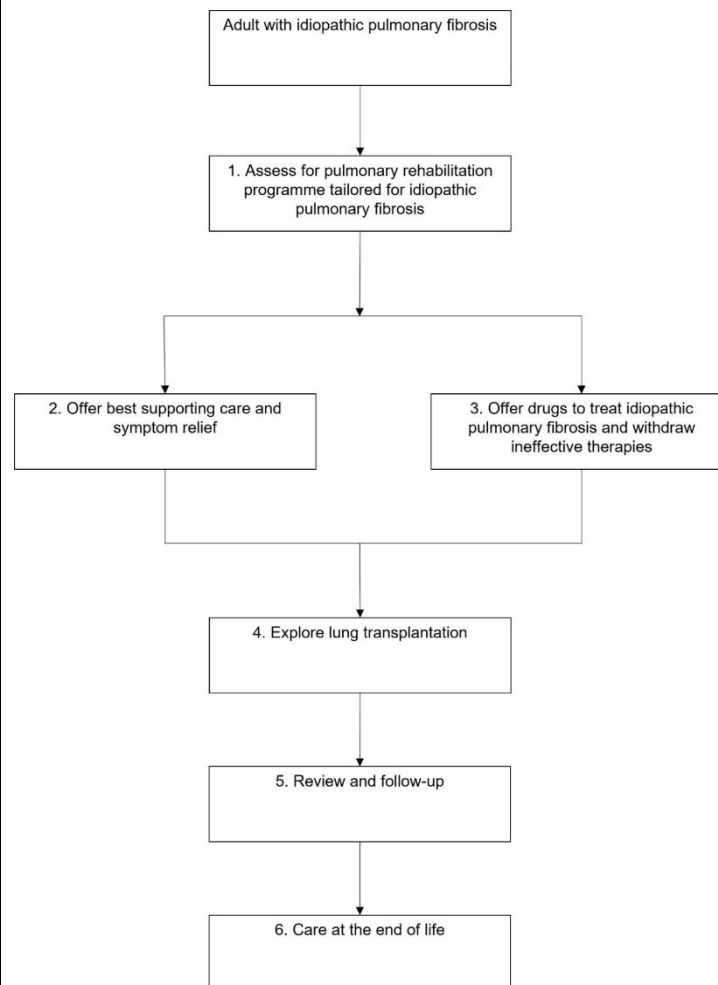 Adult with idiopathic pulmonary fibrosis
1. Assess for pulmonary rehabilitation
programme tailored for idiopathic
pulmonary fibrosis
2. Offer best supporting care and
symptom relief
3. Offer drugs to treat idiopathic
pulmonary fibrosis and withdraw
ineffective therapies
4. Explore lung transplantation
5. Review and follow-up
6. Care at the end of life